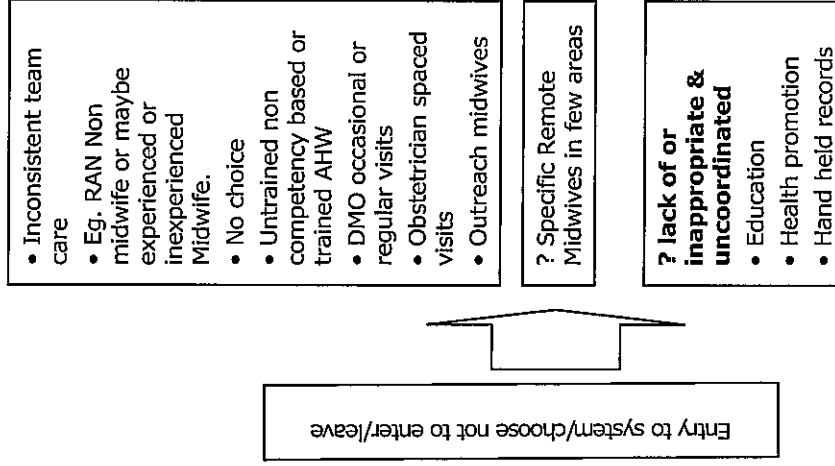 • Inconsistent team
care
• Eg. RAN Non
midwife or maybe
experienced or
inexperienced
Midwife.
• No choice
• Untrained non
competency based or
trained AHW
• DMO occasional or
regular visits
• Obstetrician spaced
visits
• Outreach midwives
? Specific Remote
Midwives in few areas
? lack of or
inappropriate &
uncoordinated
• Education
• Health promotion
• Hand held records
Entry to system/choose not to enter/leave